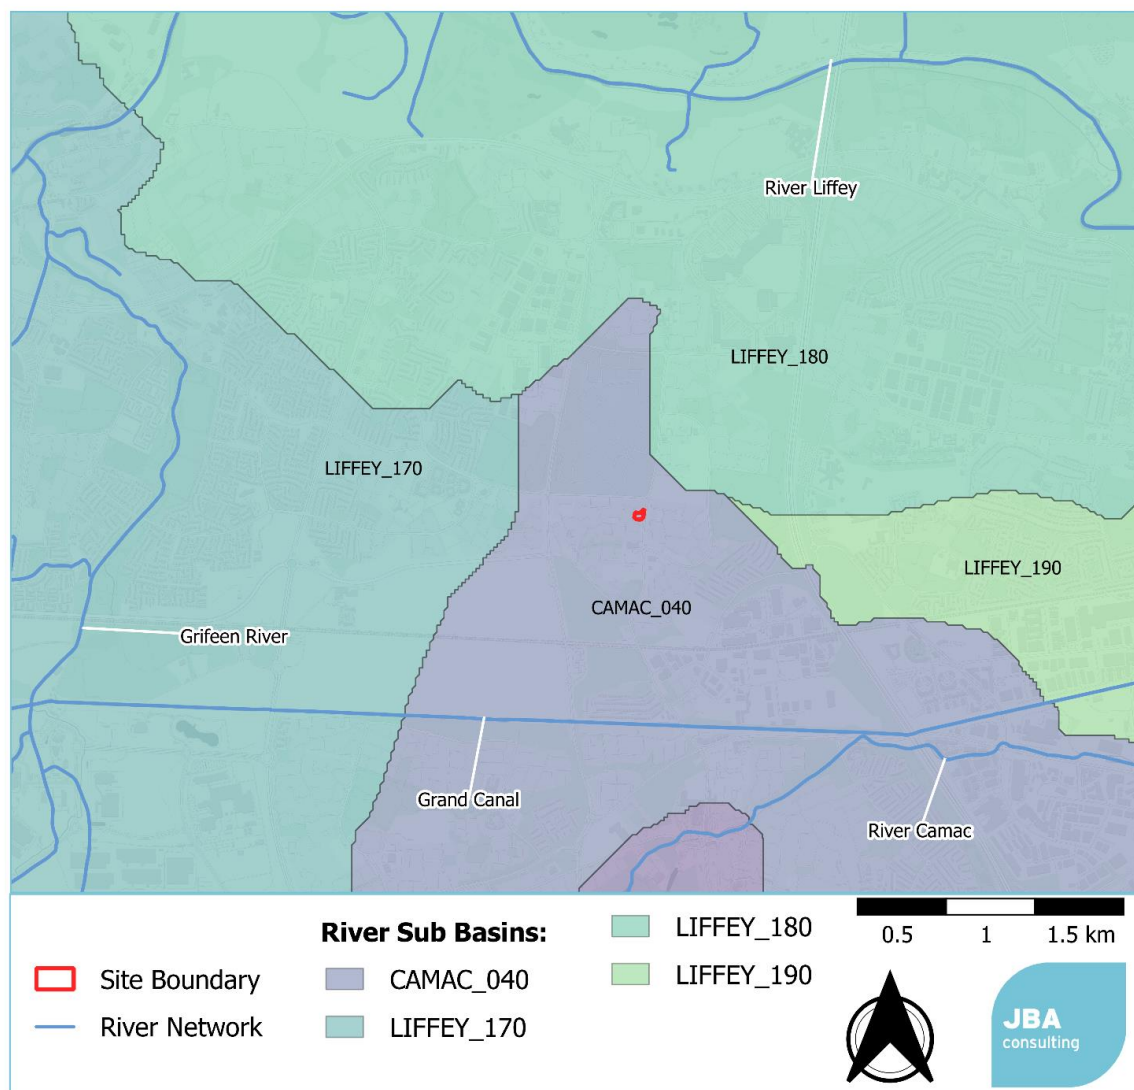 River Liffey
LIFFEY_180
LIFFEY_170
LIFFEY_190
CAMAC_040
Grifeen River
Grand Canal
River Camac
River Sub Basins:
Site Boundary
River Network
CAMAC_040
LIFFEY_170
LIFFEY_180
LIFFEY_190
0.5 1 1.5 km
JBA
consulting